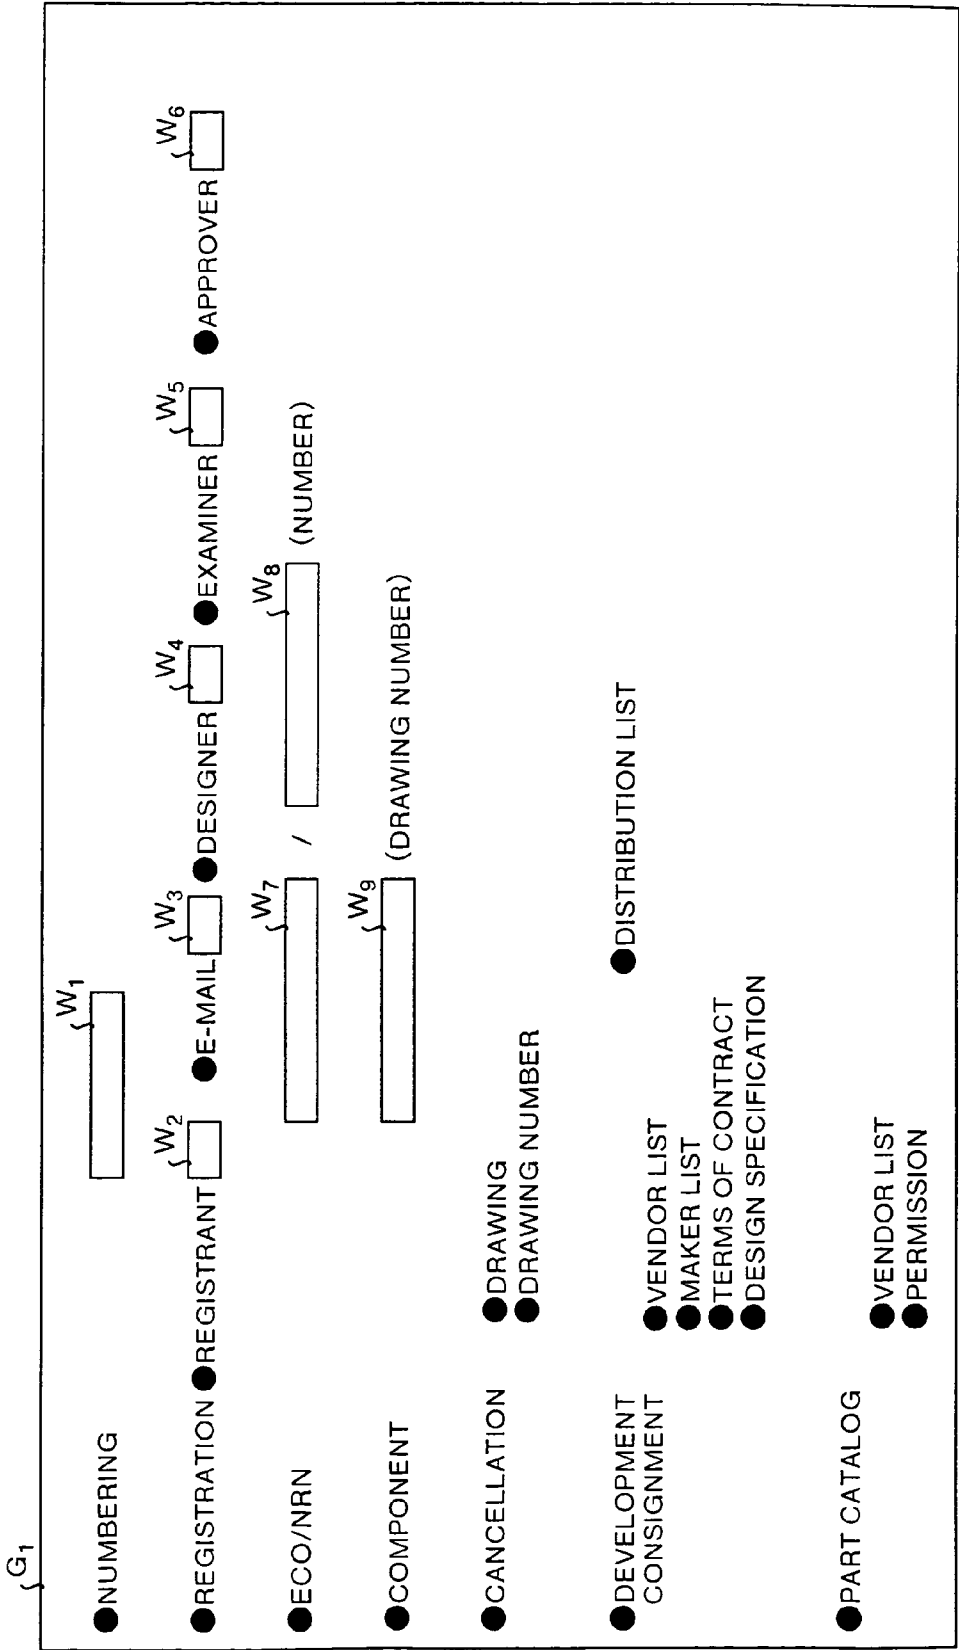 G1
●NUMBERING W1
●REGISTRATION ●REGISTRANT W2 ●E-MAIL W3 ●DESIGNER W4 ●EXAMINER W5 ●APPROVER W6
●ECO/NRN W7 / W8 (NUMBER)
●COMPONENT W9 (DRAWING NUMBER)
●CANCELLATION ●DRAWING
●DRAWING NUMBER
●DEVELOPMENT CONSIGNMENT ●DISTRIBUTION LIST
●VENDOR LIST
●MAKER LIST
●TERMS OF CONTRACT
●DESIGN SPECIFICATION
●PART CATALOG
●VENDOR LIST
●PERMISSION